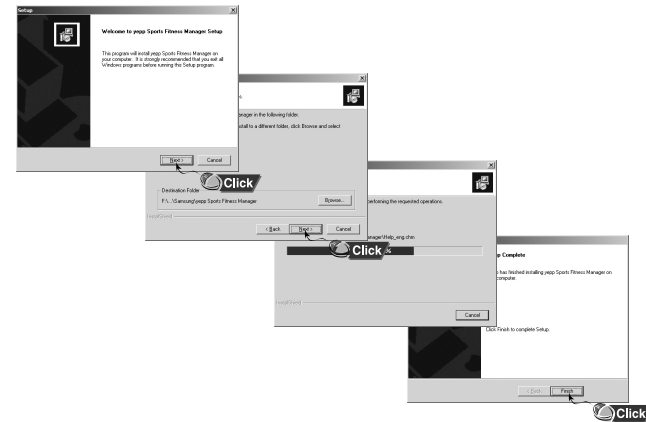 Setup
Welcome to yepp Sports Fitness Manager Setup
This program will install yepp Sports Fitness Manager on
your computer. It is strongly recommended that you exit all
Windows programs before running this Setup program.
Next >
Cancel
Click
anager in the following folder.
stall to a different folder, click Browse and select
Destination Folder
F:\...\Samsung\yepp Sports Fitness Manager
Browse...
InstallShield
< Back
Next >
Cancel
Click
performing the requested operations.
anager\Help_eng.chm
%
InstallShield
Cancel
p Complete
has finished installing yepp Sports Fitness Manager on
computer.
Click Finish to complete Setup.
< Back
Finish
Click